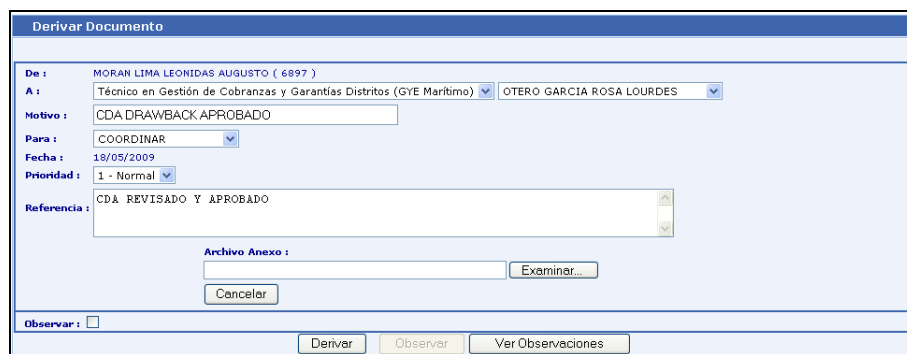 Derivar Documento
De : MORAN LIMA LEONIDAS AUGUSTO ( 6897 )
A : Técnico en Gestión de Cobranzas y Garantías Distritos (GYE Marítimo) OTERO GARCIA ROSA LOURDES
Motivo : CDA DRAWBACK APROBADO
Para : COORDINAR
Fecha : 18/05/2009
Prioridad : 1 - Normal
Referencia : CDA REVISADO Y APROBADO
Archivo Anexo :
Examinar...
Cancelar
Observar :
Derivar Observar Ver Observaciones